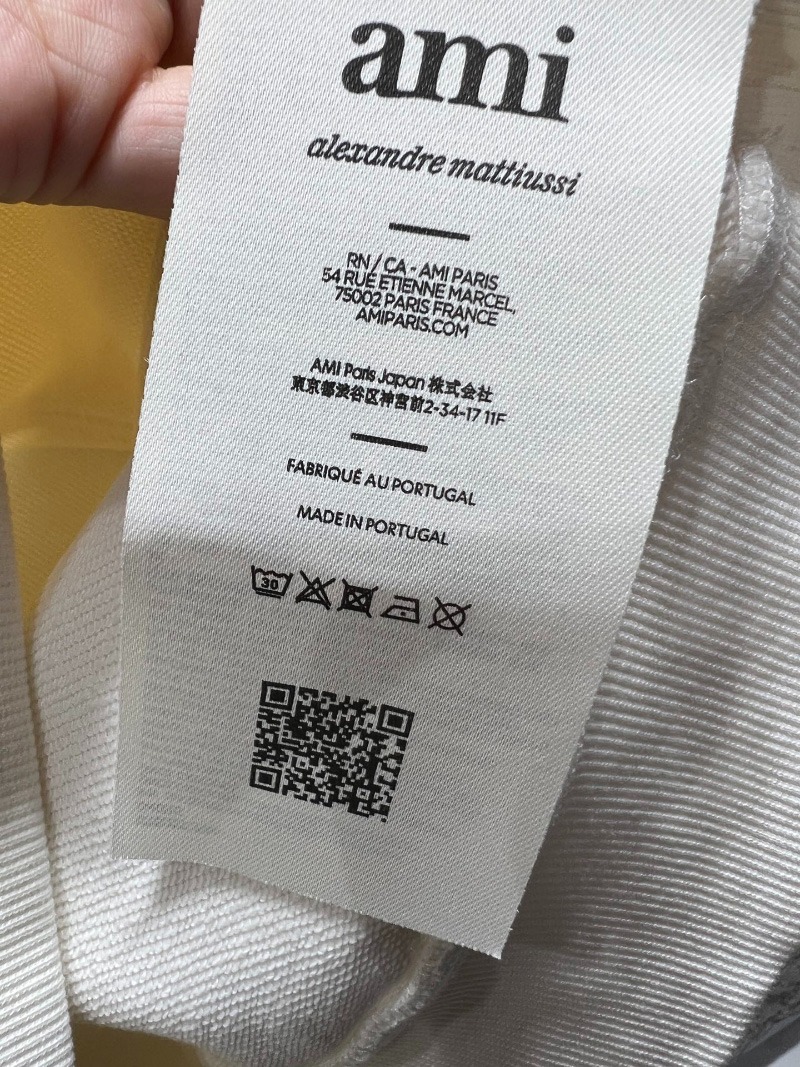 ami
alexandre mattiussi
RN / CA - AMI PARIS
54 RUE ETIENNE MARCEL,
75002 PARIS FRANCE
AMIPARIS.COM
AMI Paris Japan 株式会社
東京都渋谷区神宮前2-34-17 11F
FABRIQUÉ AU PORTUGAL
MADE IN PORTUGAL
30